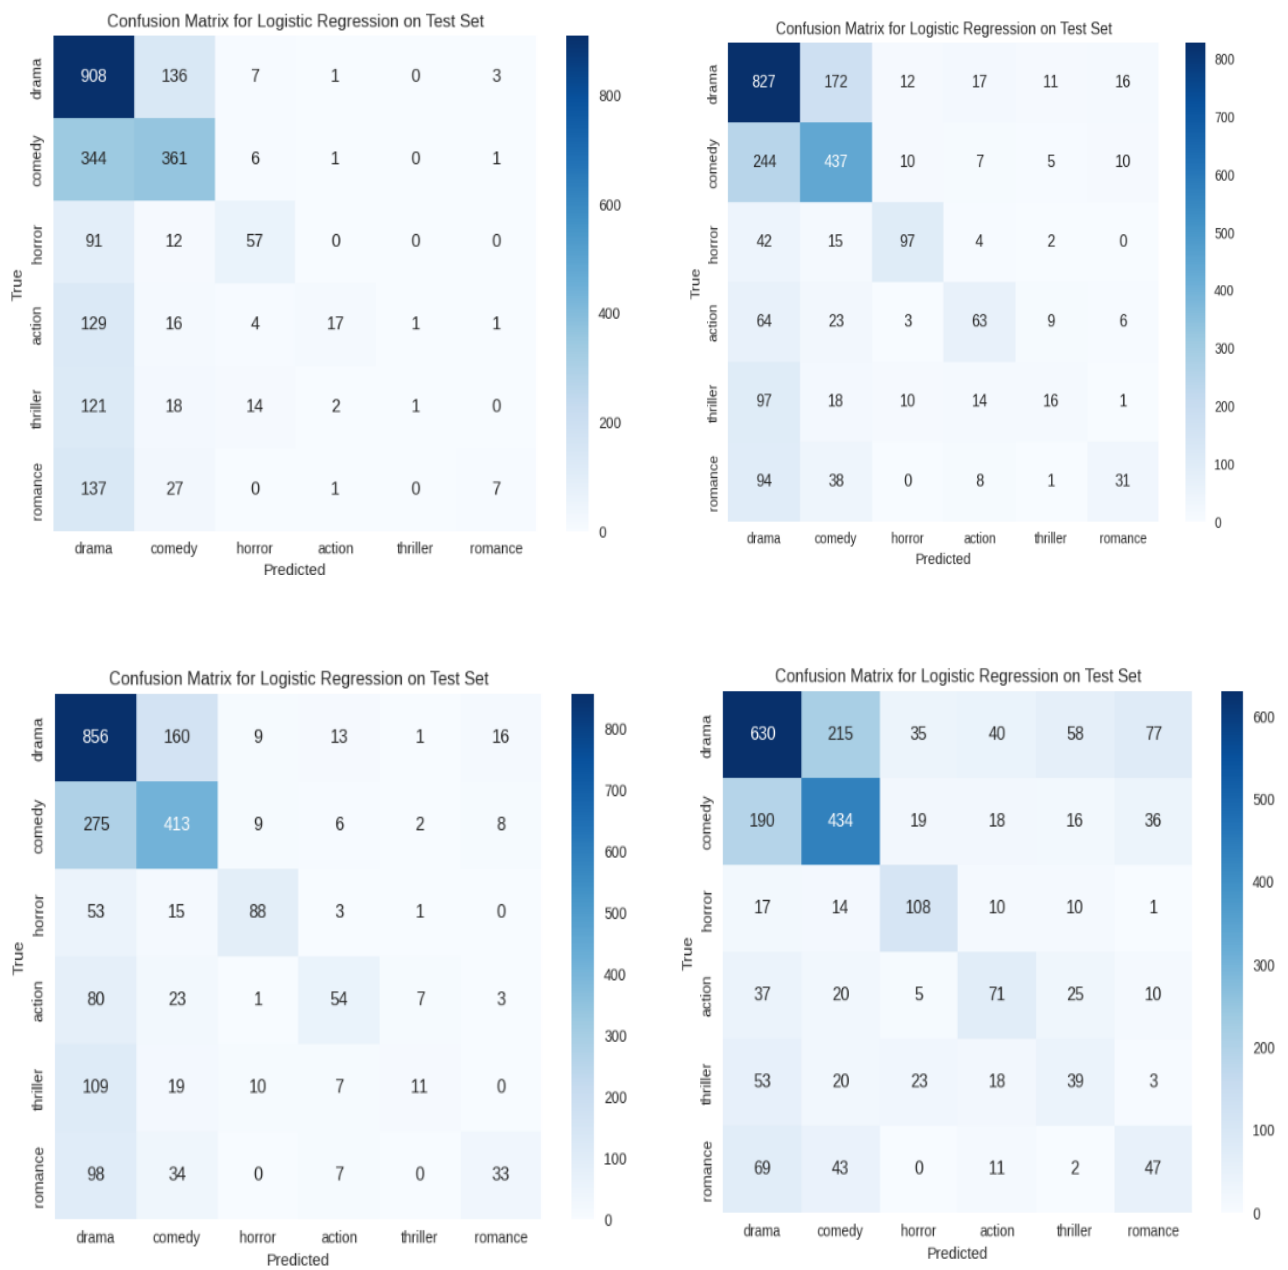 Confusion Matrix for Logistic Regression on Test Set
drama 908 136 7 1 0 3
comedy 344 361 6 1 0 1
horror 91 12 57 0 0 0
action 129 16 4 17 1 1
thriller 121 18 14 2 1 0
romance 137 27 0 1 0 7
True
drama comedy horror action thriller romance
Predicted
800
600
400
200
0
Confusion Matrix for Logistic Regression on Test Set
drama 827 172 12 17 11 16
comedy 244 437 10 7 5 10
horror 42 15 97 4 2 0
action 64 23 3 63 9 6
thriller 97 18 10 14 16 1
romance 94 38 0 8 1 31
True
drama comedy horror action thriller romance
Predicted
800
700
600
500
400
300
200
100
0
Confusion Matrix for Logistic Regression on Test Set
drama 856 160 9 13 1 16
comedy 275 413 9 6 2 8
horror 53 15 88 3 1 0
action 80 23 1 54 7 3
thriller 109 19 10 7 11 0
romance 98 34 0 7 0 33
True
drama comedy horror action thriller romance
Predicted
800
700
600
500
400
300
200
100
0
Confusion Matrix for Logistic Regression on Test Set
drama 630 215 35 40 58 77
comedy 190 434 19 18 16 36
horror 17 14 108 10 10 1
action 37 20 5 71 25 10
thriller 53 20 23 18 39 3
romance 69 43 0 11 2 47
True
drama comedy horror action thriller romance
Predicted
600
500
400
300
200
100
0